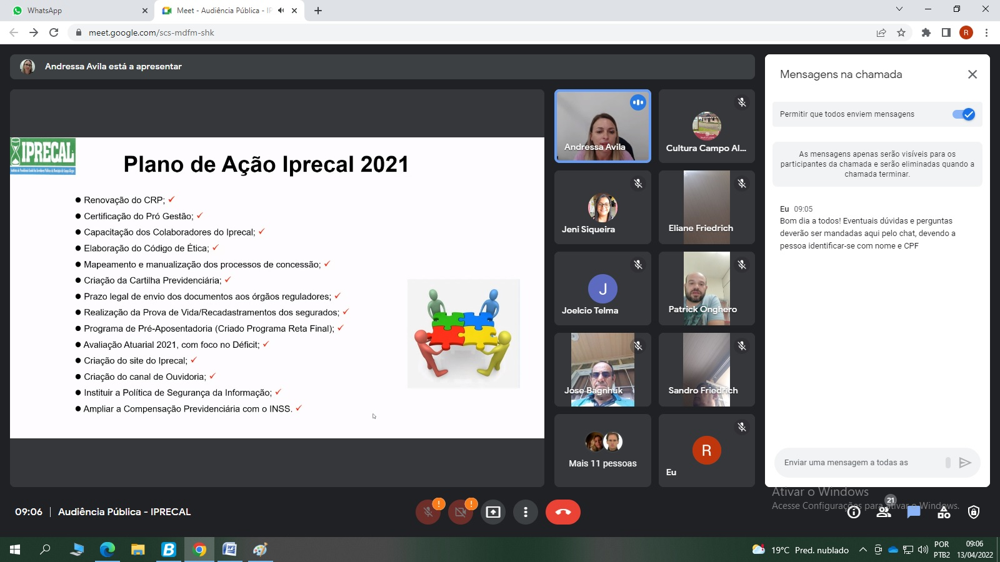 WhatsApp
Meet - Audiência Pública - IP
meet.google.com/scs-mdfm-shk
R
Andressa Avila está a apresentar
IPRECAL
Plano de Ação Iprecal 2021
● Renovação do CRP; ✓
● Certificação do Pró Gestão; ✓
● Capacitação dos Colaboradores do Iprecal; ✓
● Elaboração do Código de Ética; ✓
● Mapeamento e manualização dos processos de concessão; ✓
● Criação da Cartilha Previdenciária; ✓
● Prazo legal de envio dos documentos aos órgãos reguladores; ✓
● Realização da Prova de Vida/Recadastramentos dos segurados; ✓
● Programa de Pré-Aposentadoria (Criado Programa Reta Final); ✓
● Avaliação Atuarial 2021, com foco no Déficit; ✓
● Criação do site do Iprecal; ✓
● Criação do canal de Ouvidoria; ✓
● Instituir a Política de Segurança da Informação; ✓
● Ampliar a Compensação Previdenciária com o INSS. ✓
Andressa Avila
Cultura Campo Al...
Jeni Siqueira
Eliane Friedrich
J
Joelcio Telma
Patrick Onghero
Jose Bagnhuk
Sandro Friedrich
Mais 11 pessoas
R
Eu
Mensagens na chamada
Permitir que todos enviem mensagens
As mensagens apenas serão visíveis para os
participantes da chamada e serão eliminadas quando a
chamada terminar.
Eu 09:05
Bom dia a todos! Eventuais dúvidas e perguntas
deverão ser mandadas aqui pelo chat, devendo a
pessoa identificar-se com nome e CPF
Enviar uma mensagem a todas as
Ativar o Windows
Acesse Configurações para ativar o Windows.
21
09:06 | Audiência Pública - IPRECAL
19°C Pred. nublado
POR
PTB2
09:06
13/04/2022